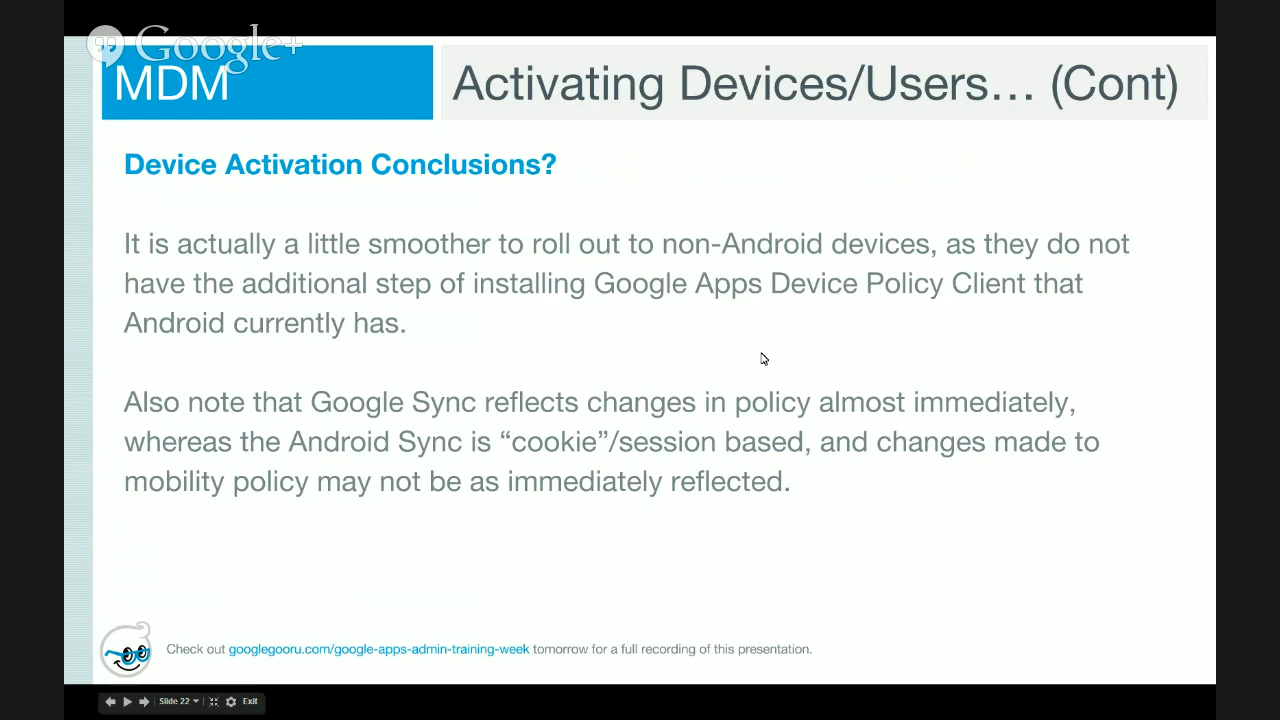 Google+
MDM
Activating Devices/Users… (Cont)
Device Activation Conclusions?
It is actually a little smoother to roll out to non-Android devices, as they do not
have the additional step of installing Google Apps Device Policy Client that
Android currently has.
Also note that Google Sync reflects changes in policy almost immediately,
whereas the Android Sync is “cookie”/session based, and changes made to
mobility policy may not be as immediately reflected.
Check out googlegooru.com/google-apps-admin-training-week tomorrow for a full recording of this presentation.
Slide 22
Exit